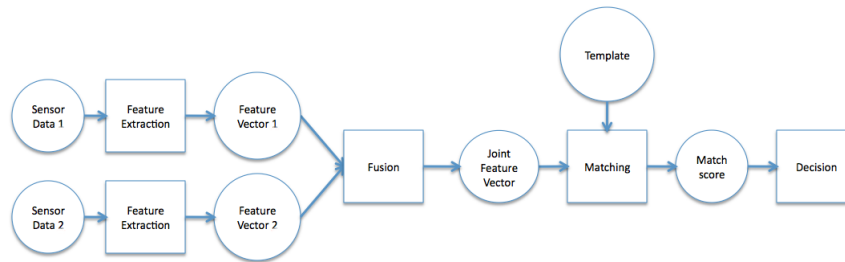 Template
Sensor
Data 1
Feature
Extraction
Feature
Vector 1
Fusion
Joint
Feature
Vector
Matching
Match
score
Decision
Sensor
Data 2
Feature
Extraction
Feature
Vector 2